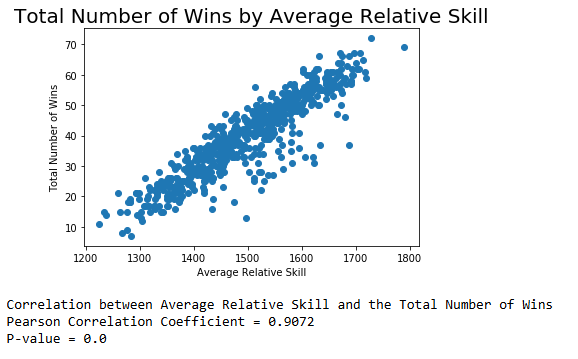 Total Number of Wins by Average Relative Skill
70
60
50
40
30
20
10
Total Number of Wins
1200 1300 1400 1500 1600 1700 1800
Average Relative Skill
Correlation between Average Relative Skill and the Total Number of Wins
Pearson Correlation Coefficient = 0.9072
P-value = 0.0